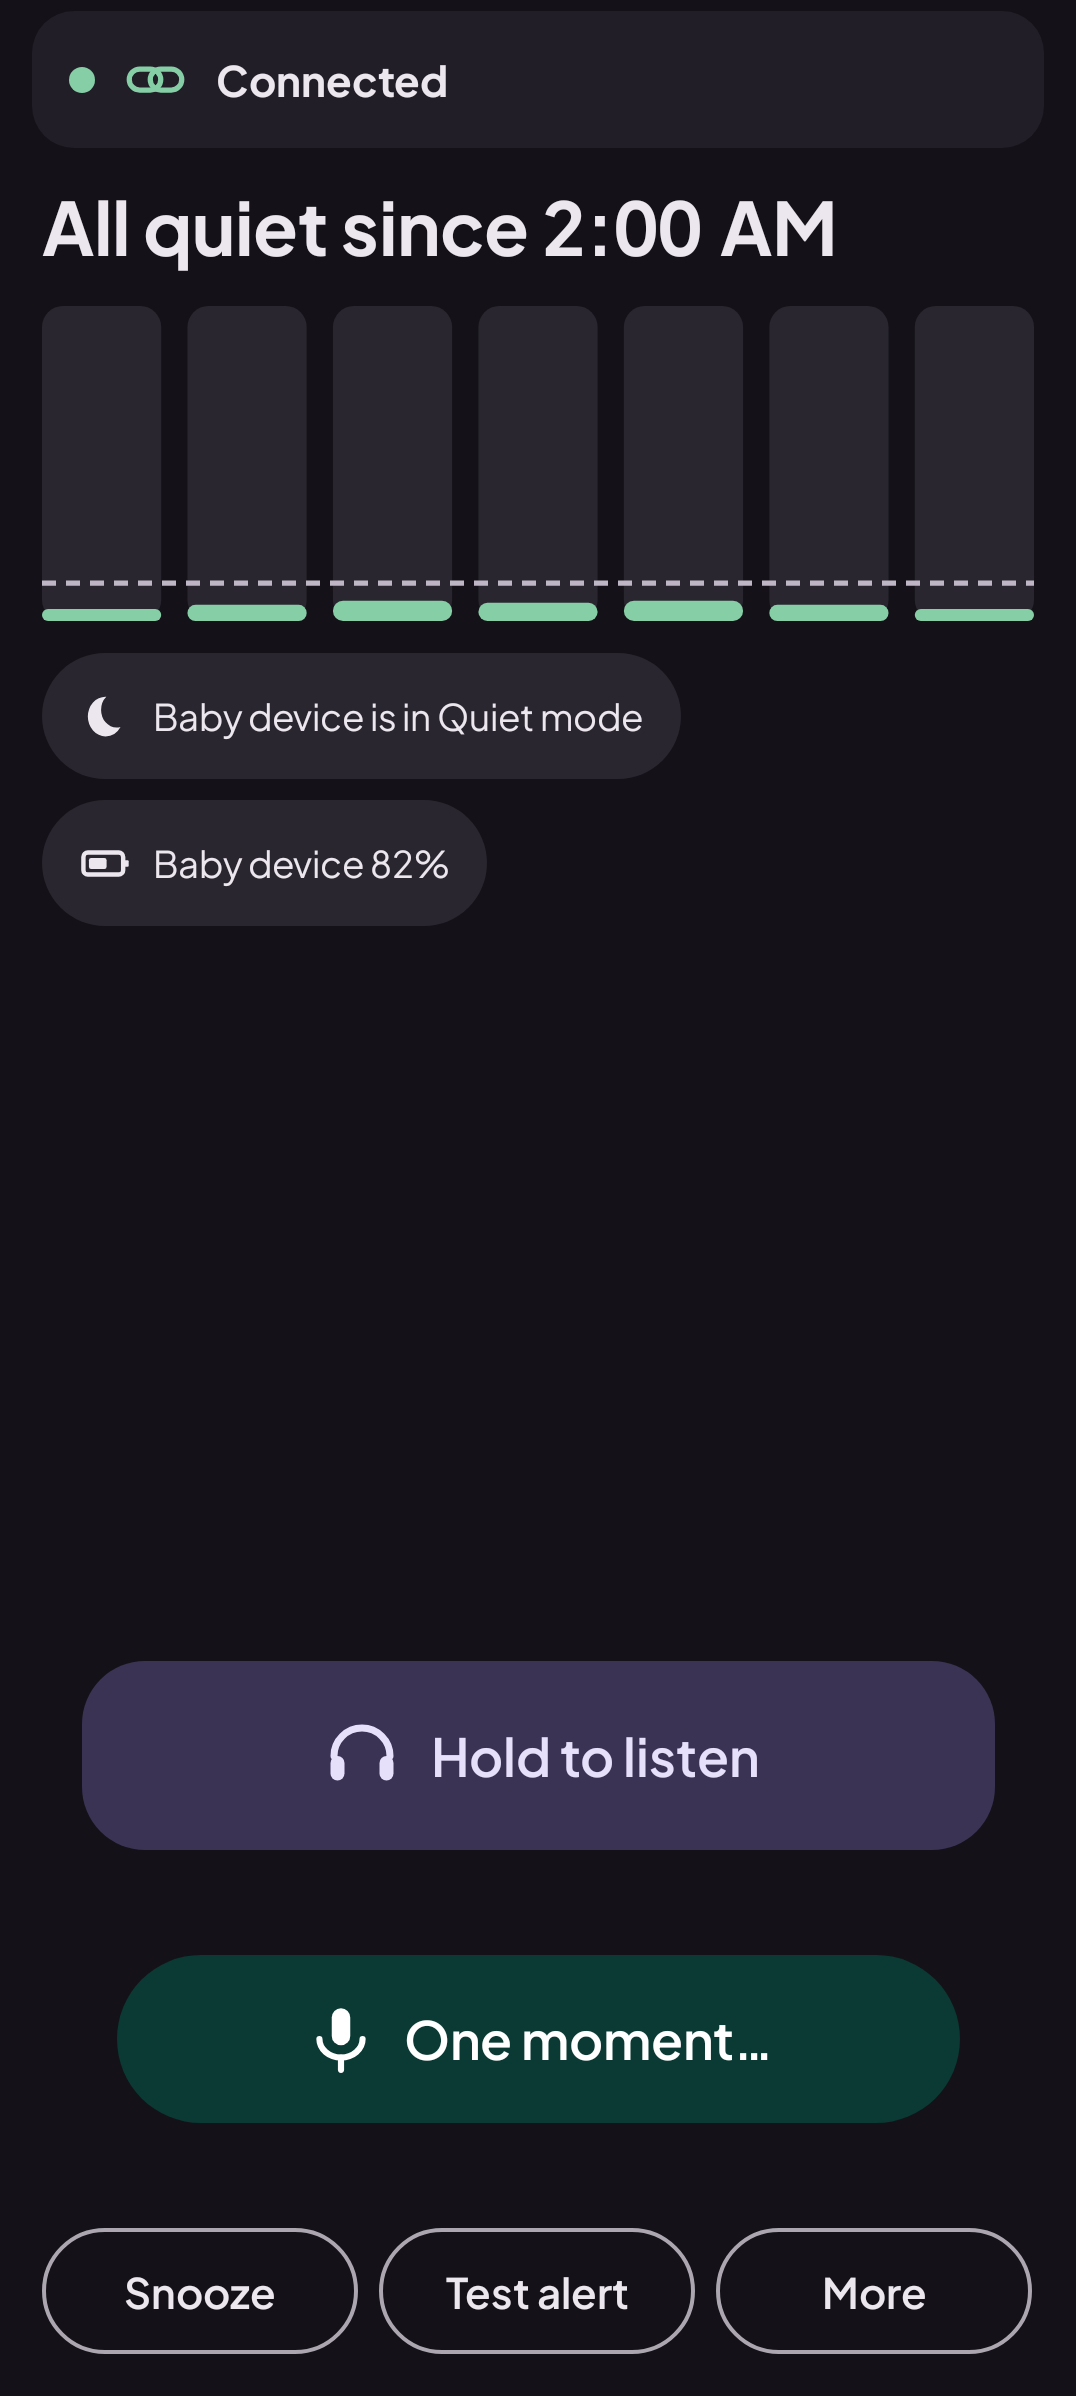 Connected
All quiet since 2:00 AM
Baby device is in Quiet mode
Baby device 82%
Hold to listen
One moment…
Snooze
Test alert
More